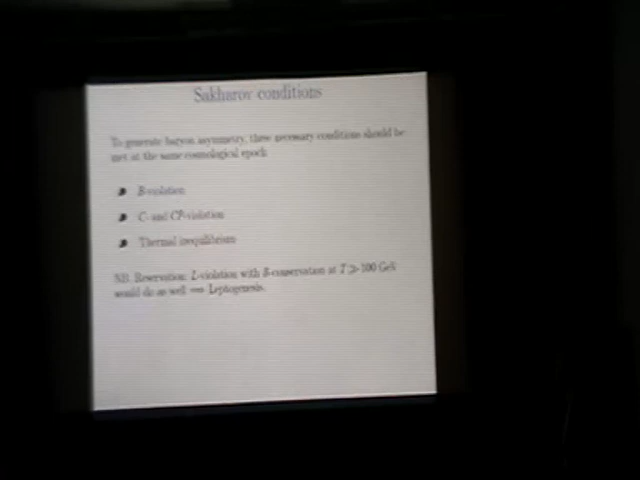 Sakharov conditions
To generate baryon asymmetry, three necessary conditions should be
met at the same cosmological epoch:
B-violation
C- and CP-violation
Thermal inequilibrium
NB. Reservation: L-violation with B-conservation at T ≫ 100 GeV
would do as well ⟹ Leptogenesis.